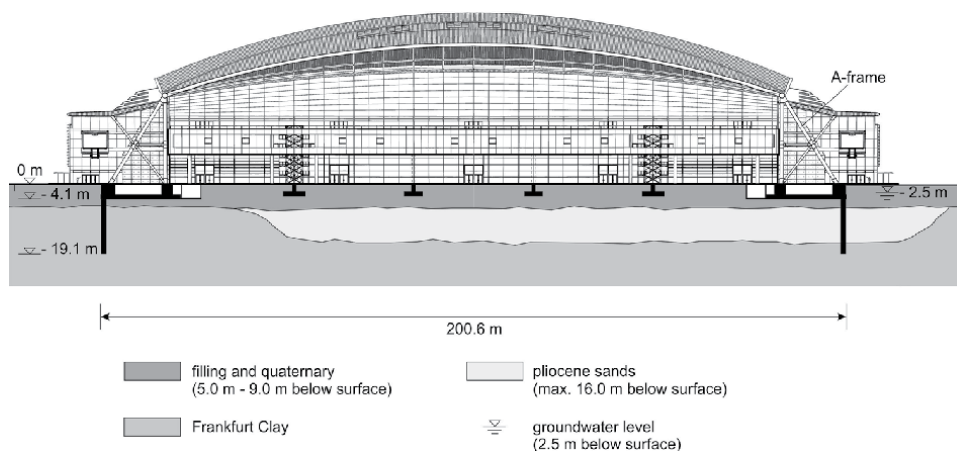 A-frame
0 m
- 4.1 m
- 2.5 m
- 19.1 m
200.6 m
filling and quaternary
(5.0 m - 9.0 m below surface)
pliocene sands
(max. 16.0 m below surface)
Frankfurt Clay
groundwater level
(2.5 m below surface)